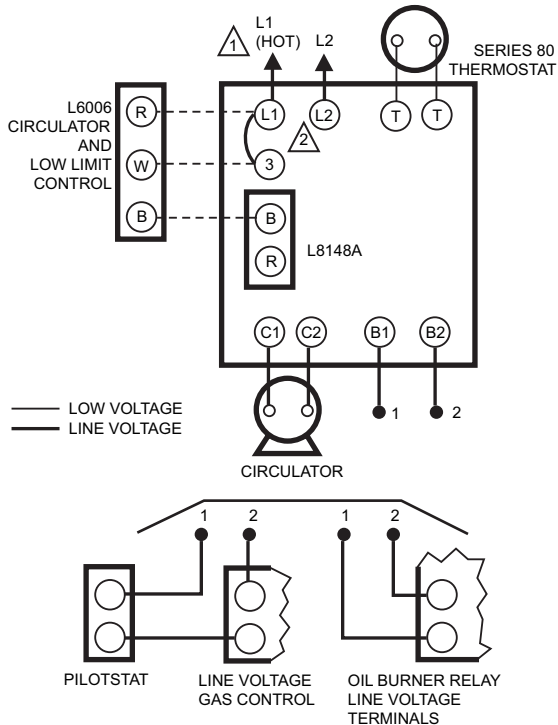 L1
(HOT)
L2
1
SERIES 80
THERMOSTAT
L6006
CIRCULATOR
AND
LOW LIMIT
CONTROL
R
W
B
L1
L2
T
T
2
3
B
R
L8148A
C1
C2
B1
B2
1
2
LOW VOLTAGE
LINE VOLTAGE
CIRCULATOR
1
2
1
2
PILOTSTAT
LINE VOLTAGE
GAS CONTROL
OIL BURNER RELAY
LINE VOLTAGE
TERMINALS